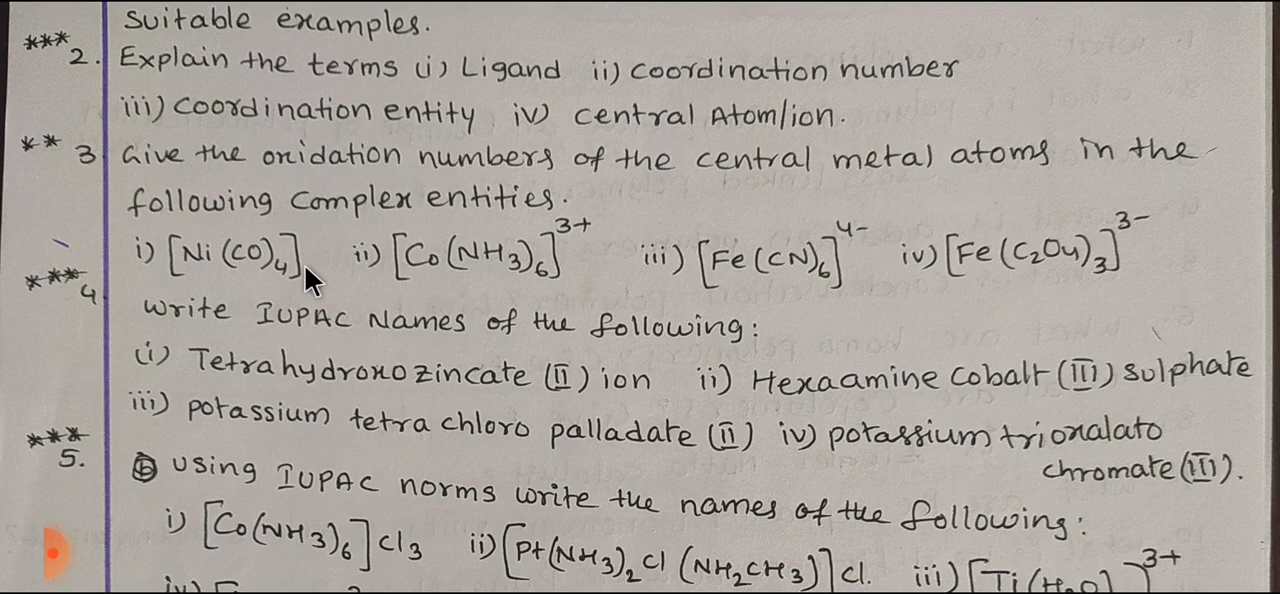 suitable examples.
*** 2. Explain the terms (i) Ligand ii) coordination number
iii) coordination entity iv) central Atom/ion.
** 3 Give the oxidation numbers of the central metal atoms in the
following complex entities.
i) [Ni(CO)4] ii) [Co(NH3)6]3+ iii) [Fe(CN)6]4- iv) [Fe(C2O4)3]3-
*** 4 write IUPAC Names of the following:
(i) Tetrahydroxozincate (II) ion ii) Hexaamine cobalt (III) sulphate
iii) potassium tetra chloro palladate (II) iv) potassium trioxalato
chromate (III).
*** 5. b using IUPAC norms write the names of the following:
i) [Co(NH3)6]Cl3 ii) [Pt(NH3)2Cl(NH2CH3)]Cl. iii) [Ti(H2O) ]3+
iv) [